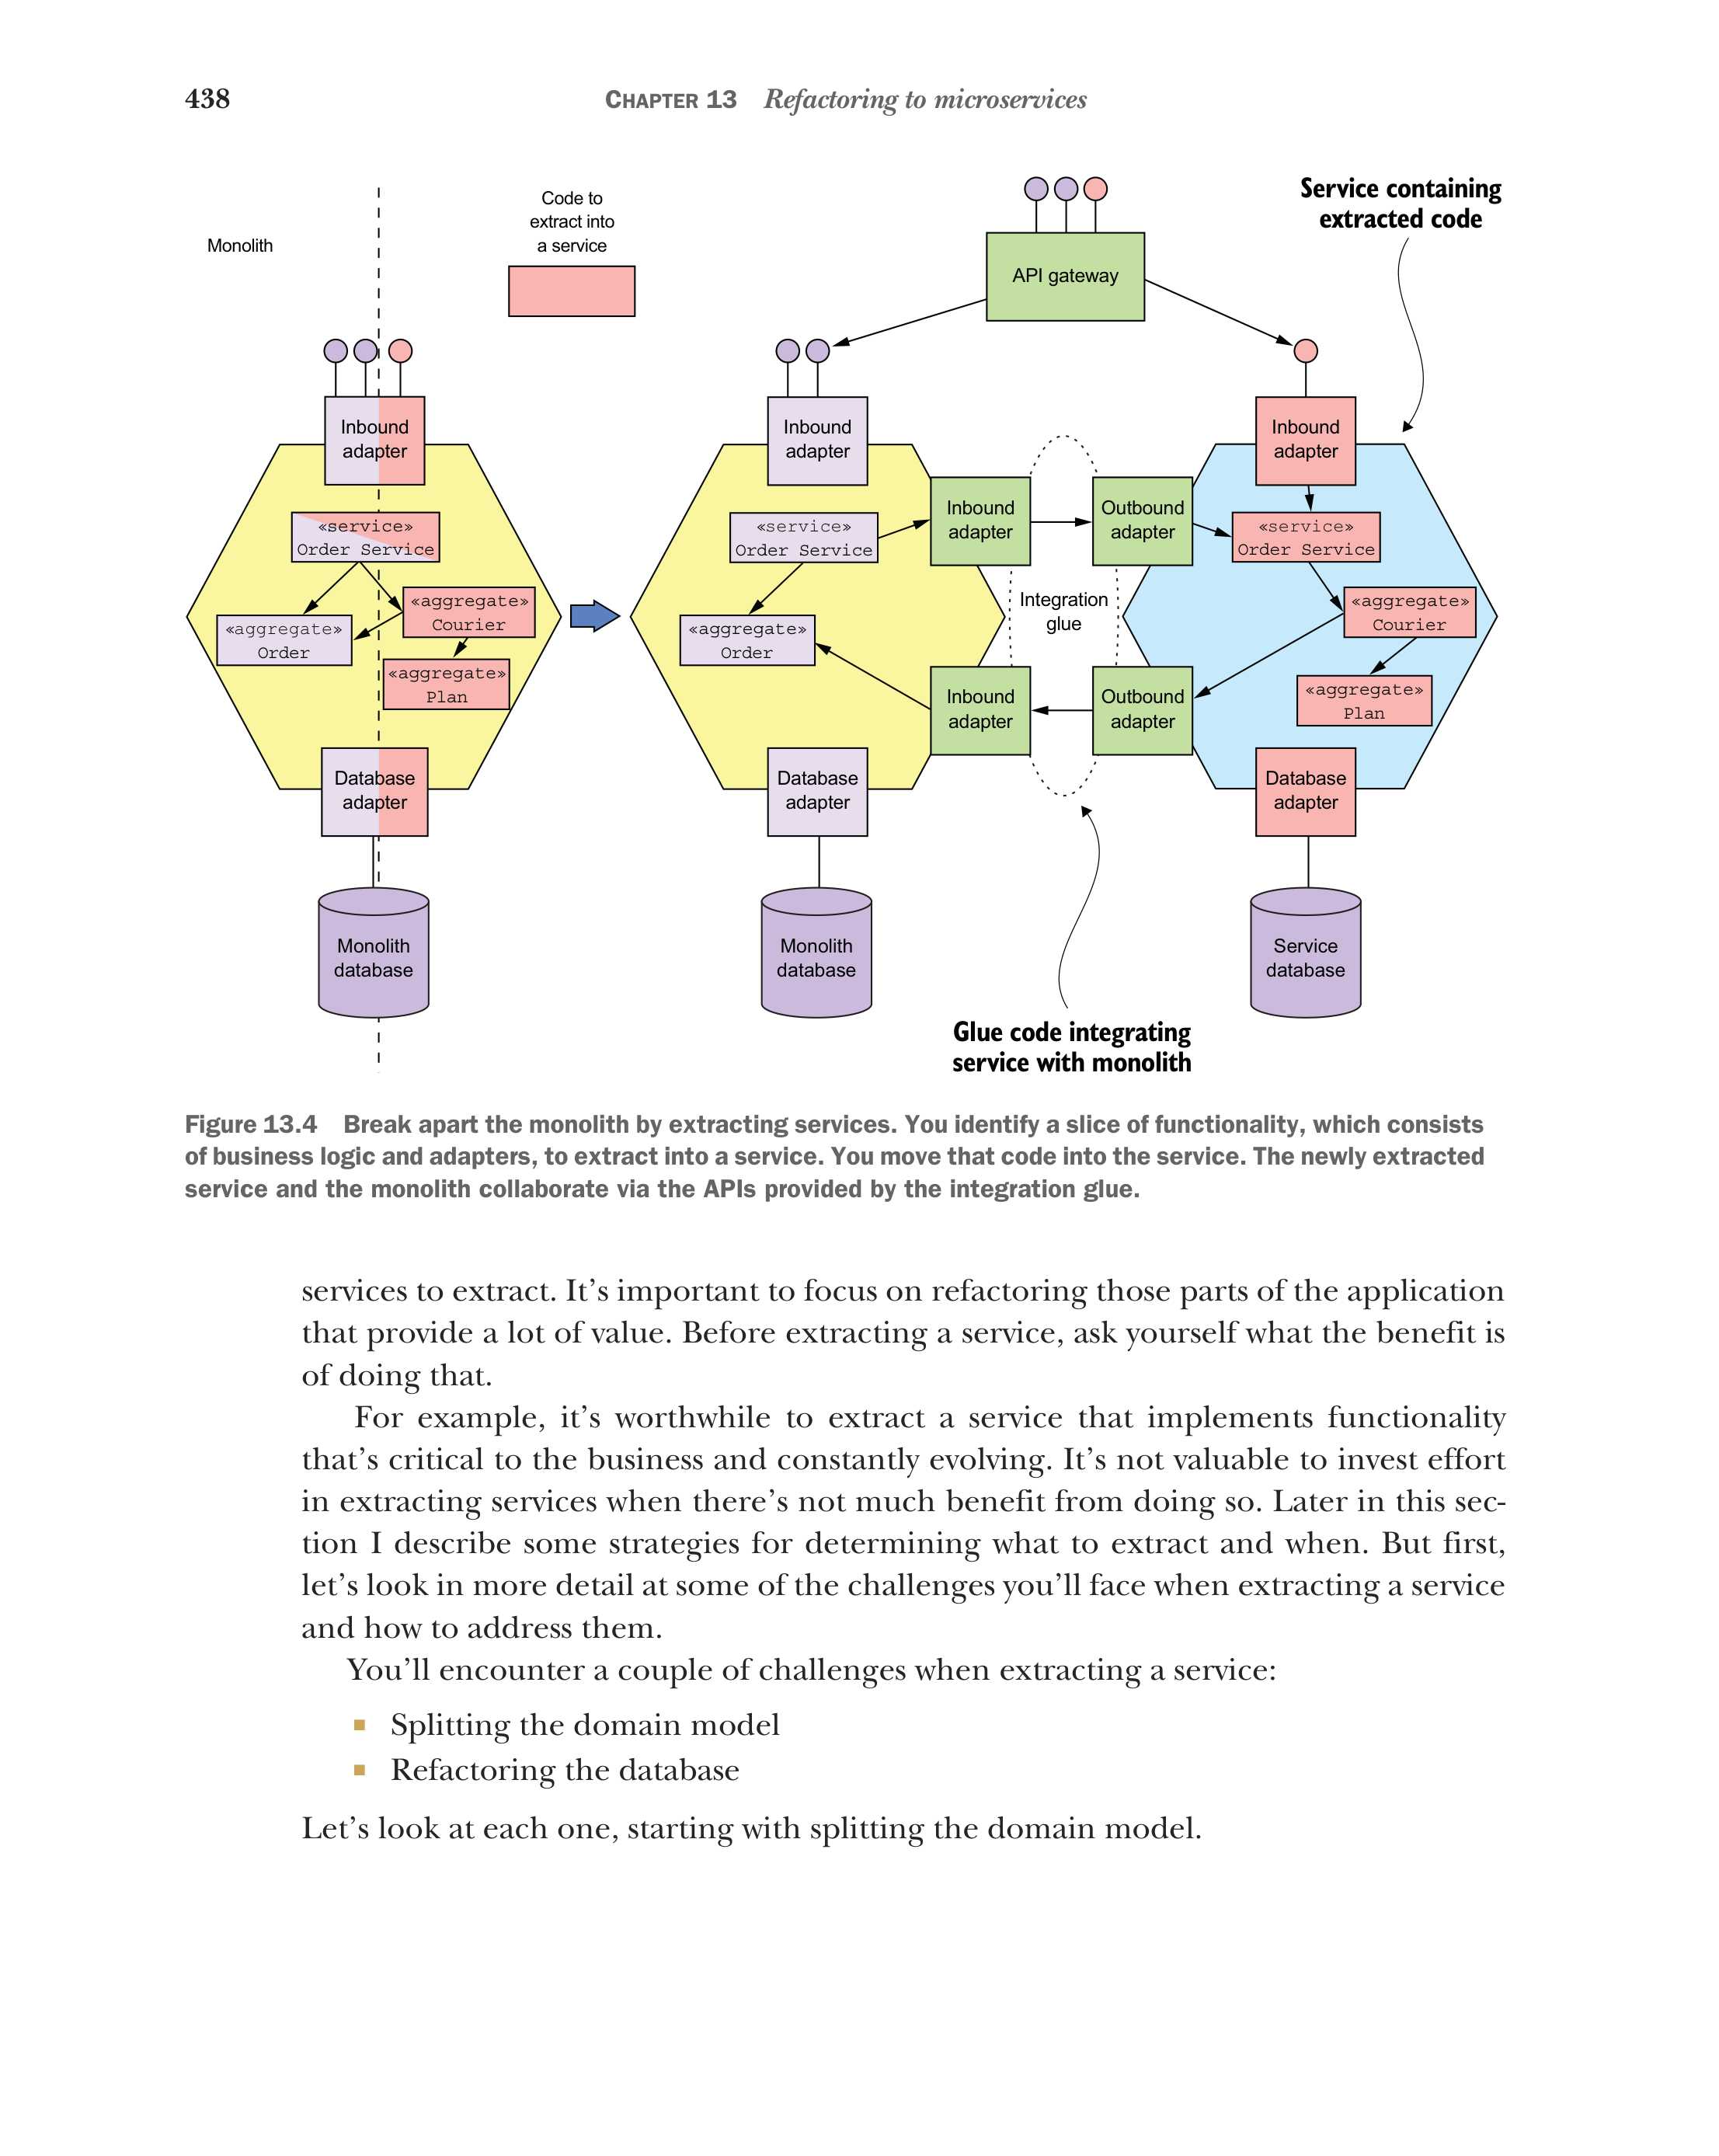 438
CHAPTER 13 Refactoring to microservices
Monolith
Code to
extract into
a service
Inbound
adapter
«service»
Order Service
«aggregate»
Courier
«aggregate»
Order
«aggregate»
Plan
Database
adapter
Monolith
database
API gateway
Service containing
extracted code
Inbound
adapter
«service»
Order Service
«aggregate»
Order
Database
adapter
Monolith
database
Inbound
adapter
Outbound
adapter
Integration
glue
Inbound
adapter
Outbound
adapter
Inbound
adapter
«service»
Order Service
«aggregate»
Courier
«aggregate»
Plan
Database
adapter
Service
database
Glue code integrating
service with monolith
Figure 13.4 Break apart the monolith by extracting services. You identify a slice of functionality, which consists
of business logic and adapters, to extract into a service. You move that code into the service. The newly extracted
service and the monolith collaborate via the APIs provided by the integration glue.
services to extract. It’s important to focus on refactoring those parts of the application
that provide a lot of value. Before extracting a service, ask yourself what the benefit is
of doing that.
For example, it’s worthwhile to extract a service that implements functionality
that’s critical to the business and constantly evolving. It’s not valuable to invest effort
in extracting services when there’s not much benefit from doing so. Later in this sec-
tion I describe some strategies for determining what to extract and when. But first,
let’s look in more detail at some of the challenges you’ll face when extracting a service
and how to address them.
You’ll encounter a couple of challenges when extracting a service:
■ Splitting the domain model
■ Refactoring the database
Let’s look at each one, starting with splitting the domain model.